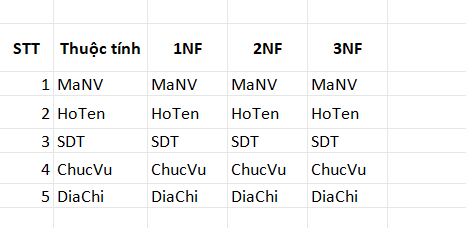 STT Thuộc tính 1NF 2NF 3NF
1 MaNV MaNV MaNV MaNV
2 HoTen HoTen HoTen HoTen
3 SDT SDT SDT SDT
4 ChucVu ChucVu ChucVu ChucVu
5 DiaChi DiaChi DiaChi DiaChi